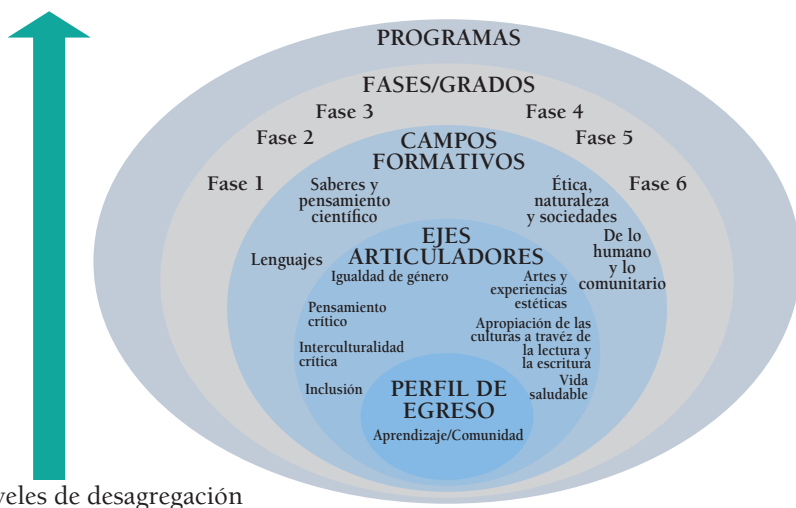 PROGRAMAS
FASES/GRADOS
Fase 3
Fase 4
Fase 2
Fase 5
Fase 1
Fase 6
CAMPOS
FORMATIVOS
Saberes y
pensamiento
científico
Ética,
naturaleza
y sociedades
Lenguajes
De lo
humano
y lo
comunitario
EJES
ARTICULADORES
Igualdad de género
Artes y
experiencias
estéticas
Pensamiento
crítico
Apropiación de las
culturas a travéz de
la lectura y
la escritura
Interculturalidad
crítica
Inclusión
Vida
saludable
PERFIL DE
EGRESO
Aprendizaje/Comunidad
veles de desagregación